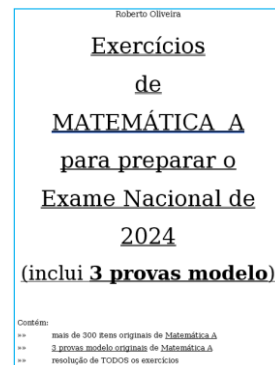 Roberto Oliveira
Exercícios
de
MATEMÁTICA A
para preparar o
Exame Nacional de
2024
(inclui 3 provas modelo)
Contém:
»» mais de 300 itens originais de Matemática A
»» 3 provas modelo originais de Matemática A
»» resolução de TODOS os exercícios